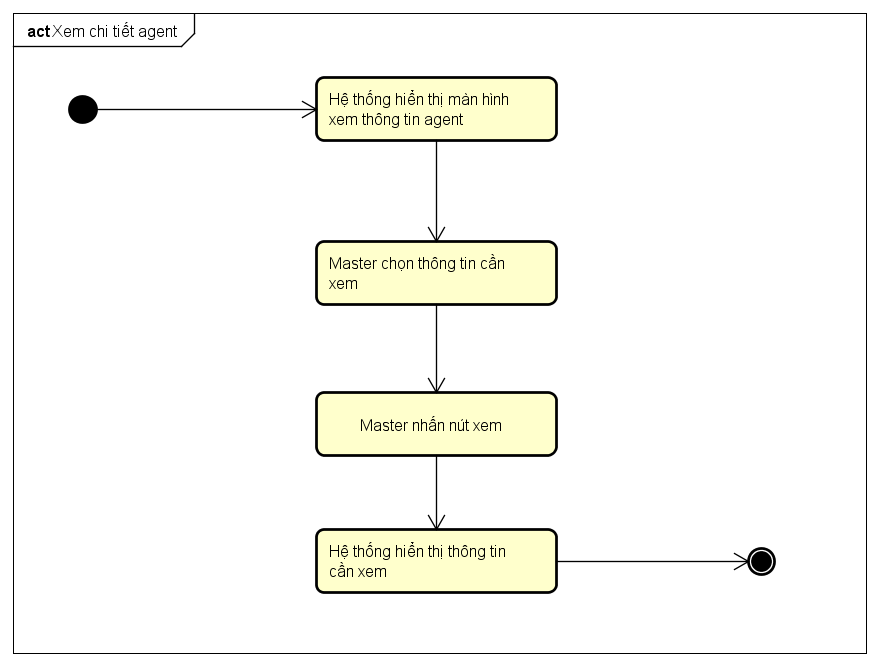 act Xem chi tiết agent
Hệ thống hiển thị màn hình
xem thông tin agent
Master chọn thông tin cần
xem
Master nhấn nút xem
Hệ thống hiển thị thông tin
cần xem